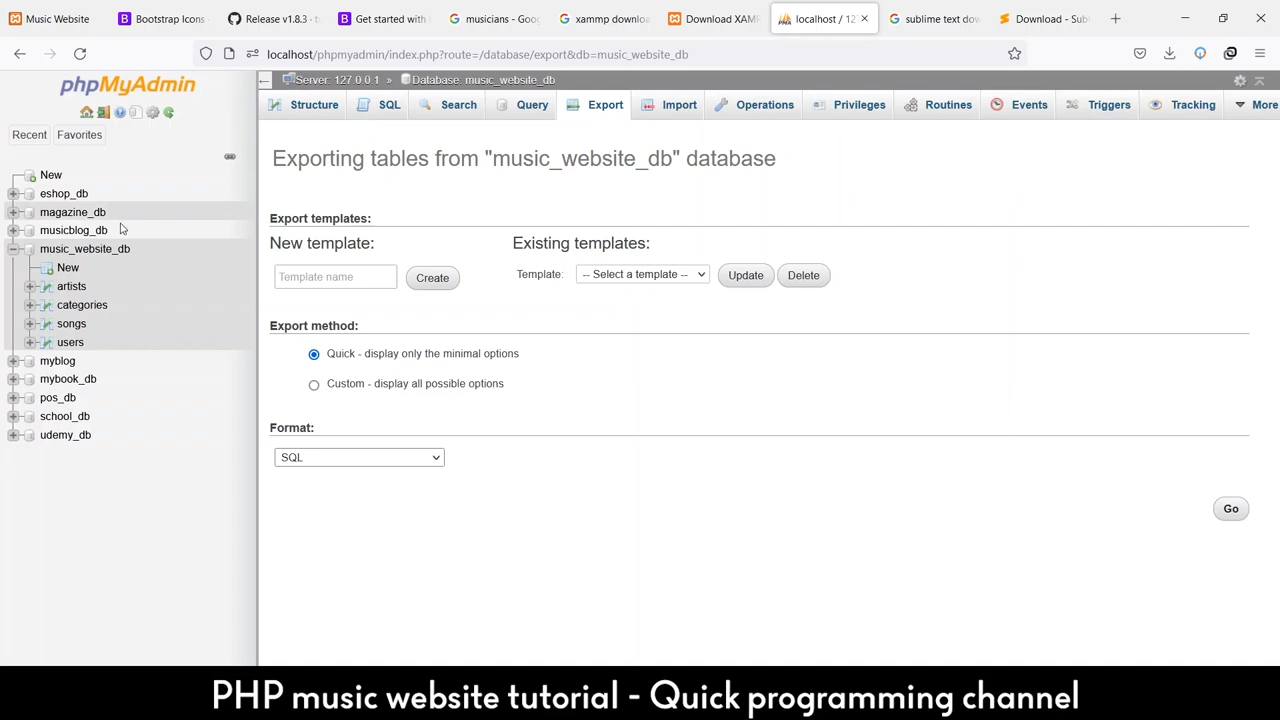 Music Website
Bootstrap Icons
Release v1.8.3 - t
Get started with
musicians - Goo
xammp downlo
Download XAM
localhost / 12
sublime text dow
Download - Sub
localhost/phpmyadmin/index.php?route=/database/export&db=music_website_db
phpMyAdmin
Recent
Favorites
New
eshop_db
magazine_db
musicblog_db
music_website_db
New
artists
categories
songs
users
myblog
mybook_db
pos_db
school_db
udemy_db
Server: 127.0.0.1 » Database: music_website_db
Structure SQL Search Query Export Import Operations Privileges Routines Events Triggers Tracking More
Exporting tables from "music_website_db" database
Export templates:
New template:
Template name
Create
Existing templates:
Template: -- Select a template -- Update Delete
Export method:
Quick - display only the minimal options
Custom - display all possible options
Format:
SQL
Go
PHP music website tutorial - Quick programming channel